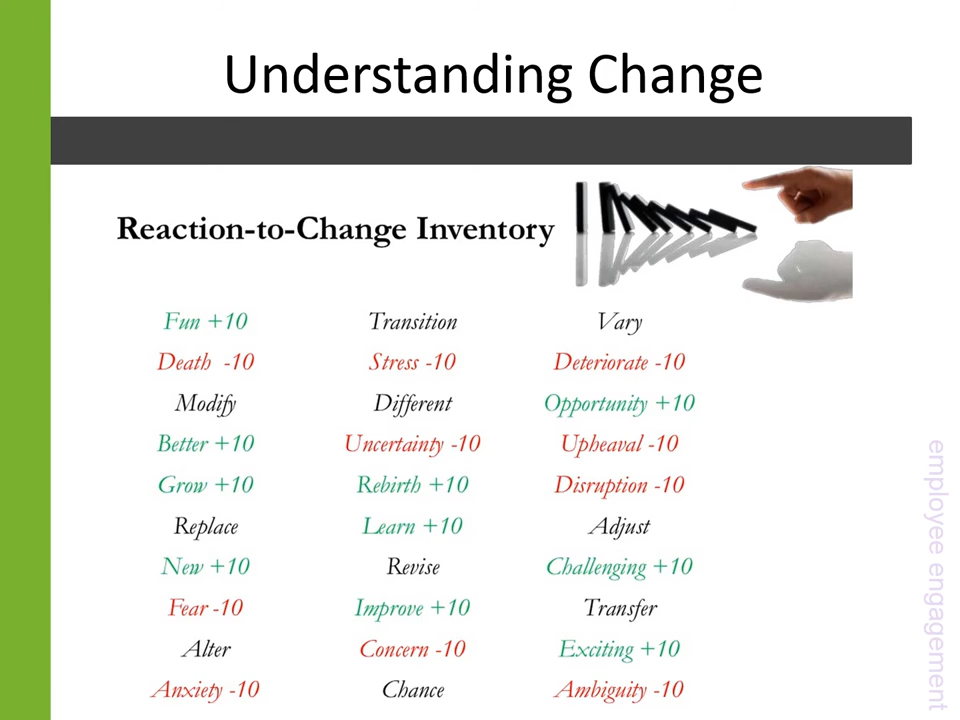 Understanding Change
Reaction-to-Change Inventory
Fun +10 Transition Vary
Death -10 Stress -10 Deteriorate -10
Modify Different Opportunity +10
Better +10 Uncertainty -10 Upheaval -10
Grow +10 Rebirth +10 Disruption -10
Replace Learn +10 Adjust
New +10 Revise Challenging +10
Fear -10 Improve +10 Transfer
Alter Concern -10 Exciting +10
Anxiety -10 Chance Ambiguity -10
employee engagement